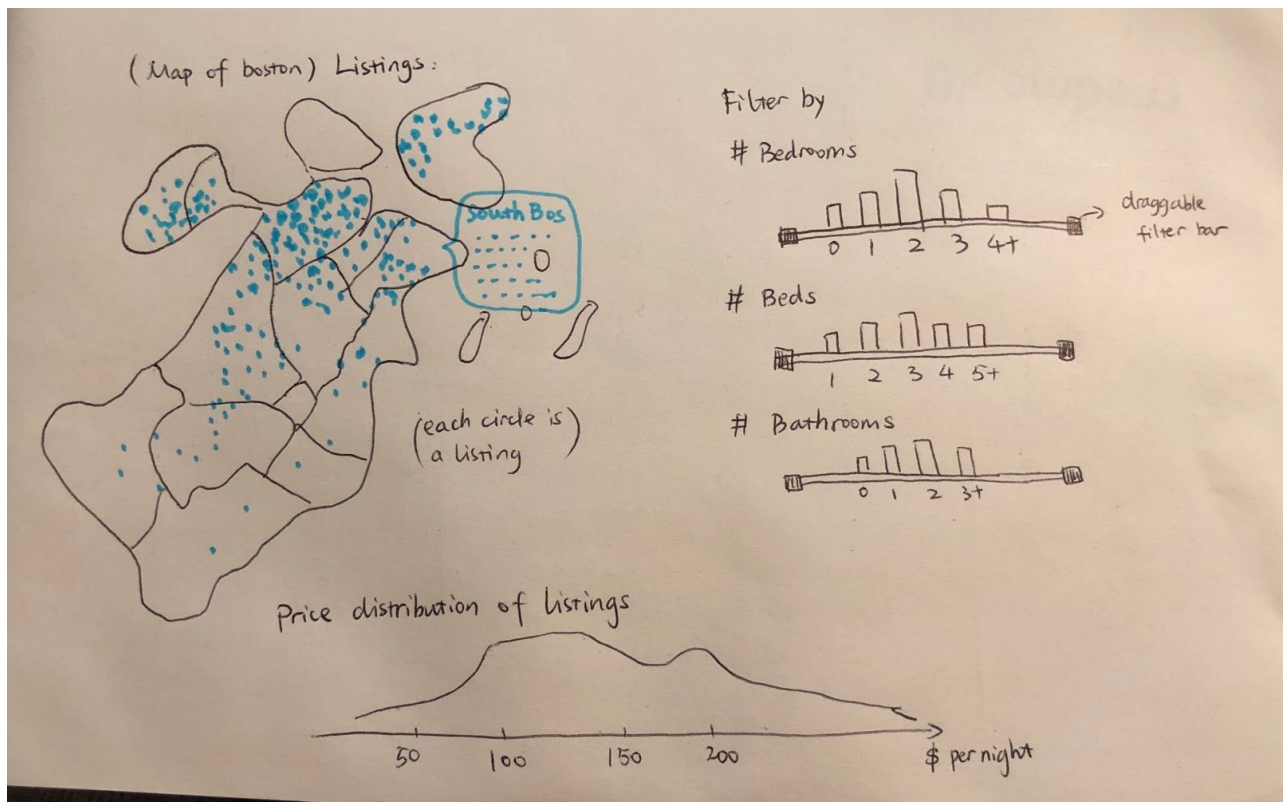 (Map of boston) Listings:
South Bos
(each circle is
a listing)
Filter by
# Bedrooms
draggable
filter bar
0 1 2 3 4+
# Beds
1 2 3 4 5+
# Bathrooms
0 1 2 3+
Price distribution of listings
50 100 150 200
$ per night